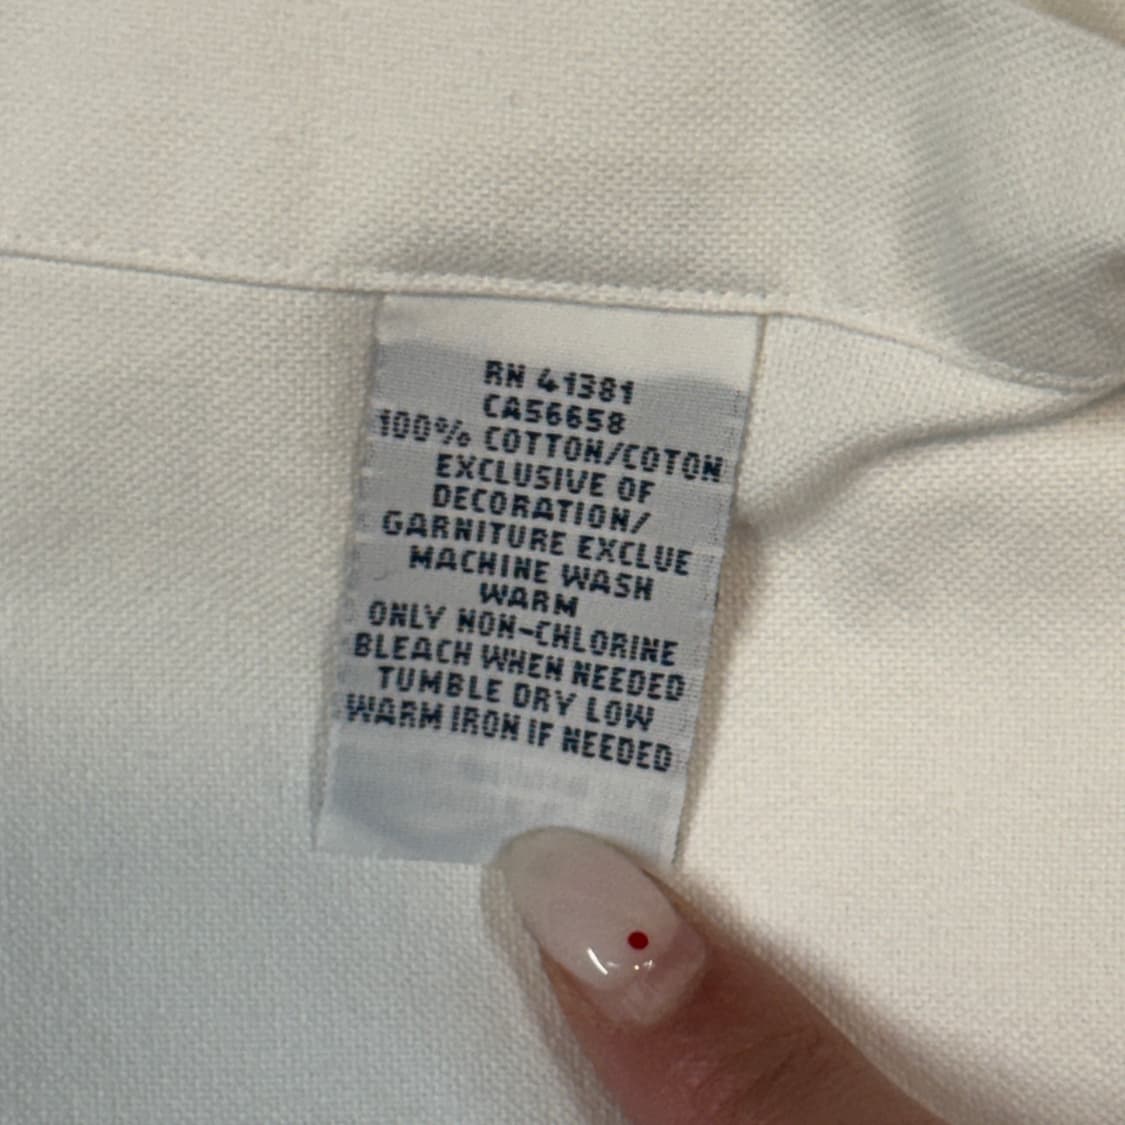 RN 41381
CA56658
100% COTTON/COTON
EXCLUSIVE OF
DECORATION/
GARNITURE EXCLUE
MACHINE WASH
WARM
ONLY NON-CHLORINE
BLEACH WHEN NEEDED
TUMBLE DRY LOW
WARM IRON IF NEEDED